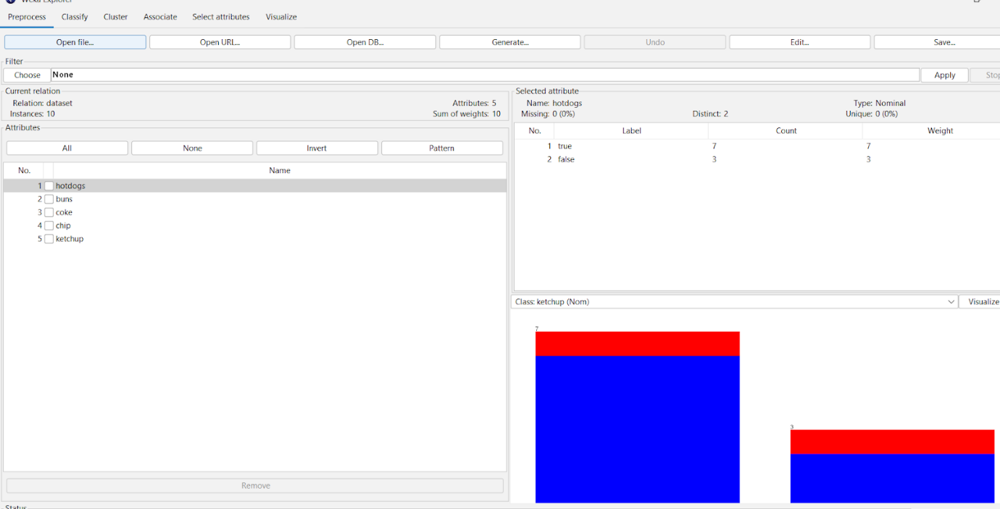 Weka Explorer
Preprocess Classify Cluster Associate Select attributes Visualize
Open file... Open URL... Open DB... Generate... Undo Edit... Save...
Filter
Choose None Apply Stop
Current relation
Relation: dataset Attributes: 5
Instances: 10 Sum of weights: 10
Attributes
All None Invert Pattern
No. Name
1 hotdogs
2 buns
3 coke
4 chip
5 ketchup
Remove
Status
Selected attribute
Name: hotdogs Type: Nominal
Missing: 0 (0%) Distinct: 2 Unique: 0 (0%)
No. Label Count Weight
1 true 7 7
2 false 3 3
Class: ketchup (Nom) Visualize
7
3